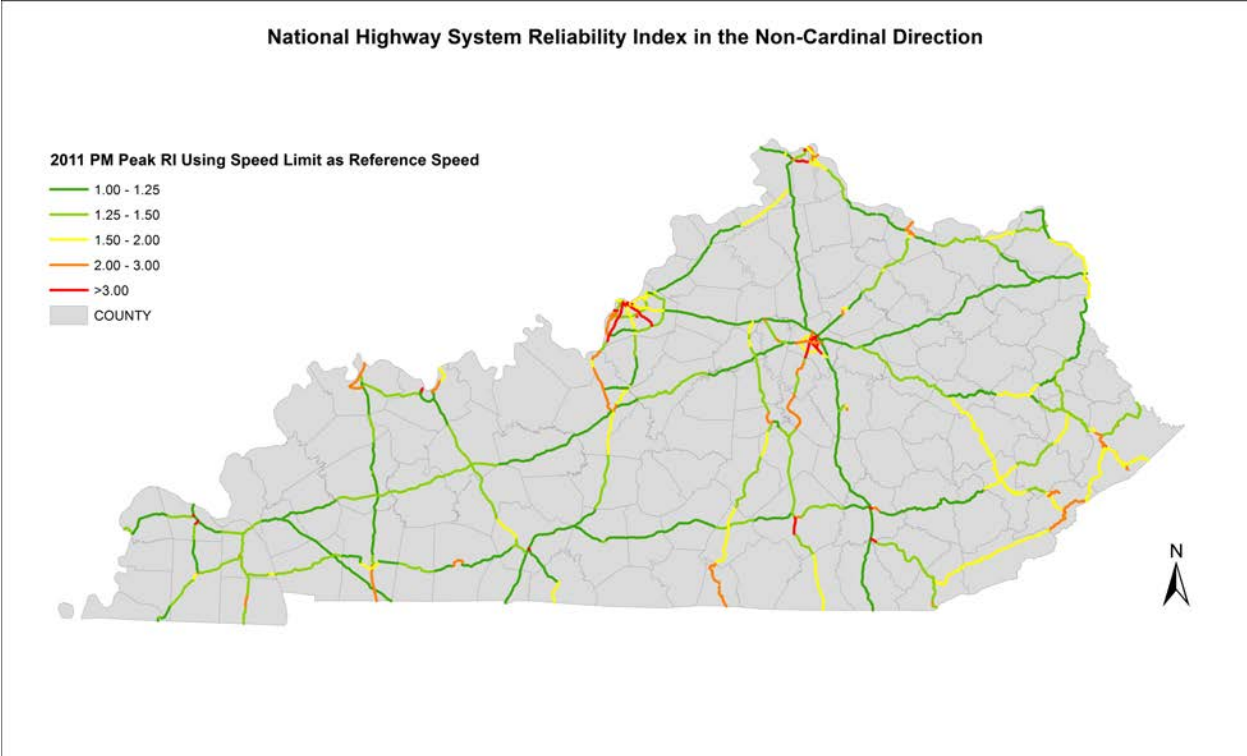 National Highway System Reliability Index in the Non-Cardinal Direction
2011 PM Peak RI Using Speed Limit as Reference Speed
1.00 - 1.25
1.25 - 1.50
1.50 - 2.00
2.00 - 3.00
>3.00
COUNTY
N